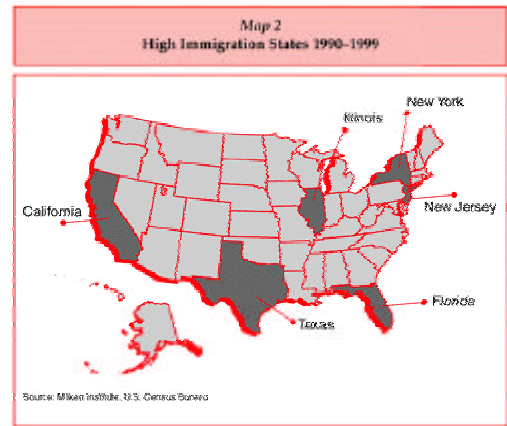 Map 2
High Immigration States 1990–1999
New York
Illinois
California
New Jersey
Florida
Texas
Source: Milken Institute, U.S. Census Bureau